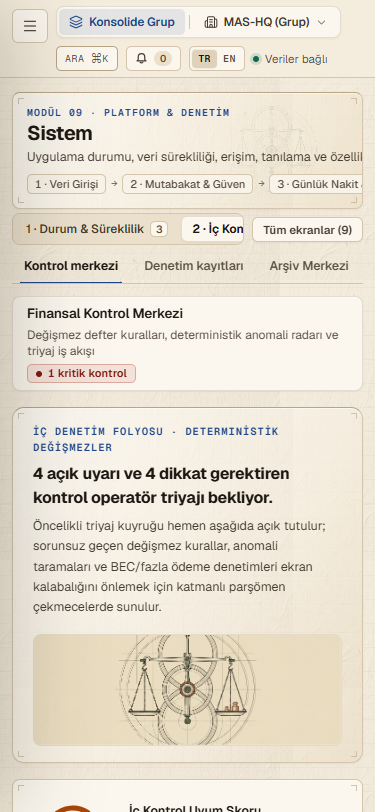 Konsolide Grup
MAS-HQ (Grup)
ARA ⌘K
0
TR EN
Veriler bağlı
MODÜL 09 · PLATFORM & DENETİM
Sistem
Uygulama durumu, veri sürekliliği, erişim, tanılama ve özelli
1 · Veri Girişi → 2 · Mutabakat & Güven → 3 · Günlük Nakit
1 · Durum & Süreklilik 3
2 · İç Kon
Tüm ekranlar (9)
Kontrol merkezi
Denetim kayıtları
Arşiv Merkezi
Finansal Kontrol Merkezi
Değişmez defter kuralları, deterministik anomali radarı ve
triyaj iş akışı
1 kritik kontrol
İÇ DENETİM FOLYOSU · DETERMİNİSTİK
DEĞİŞMEZLER
4 açık uyarı ve 4 dikkat gerektiren
kontrol operatör triyajı bekliyor.
Öncelikli triyaj kuyruğu hemen aşağıda açık tutulur;
sorunsuz geçen değişmez kurallar, anomali
taramaları ve BEC/fazla ödeme denetimleri ekran
kalabalığını önlemek için katmanlı parşömen
çekmecelerde sunulur.
İç Kontrol Uyum Skoru